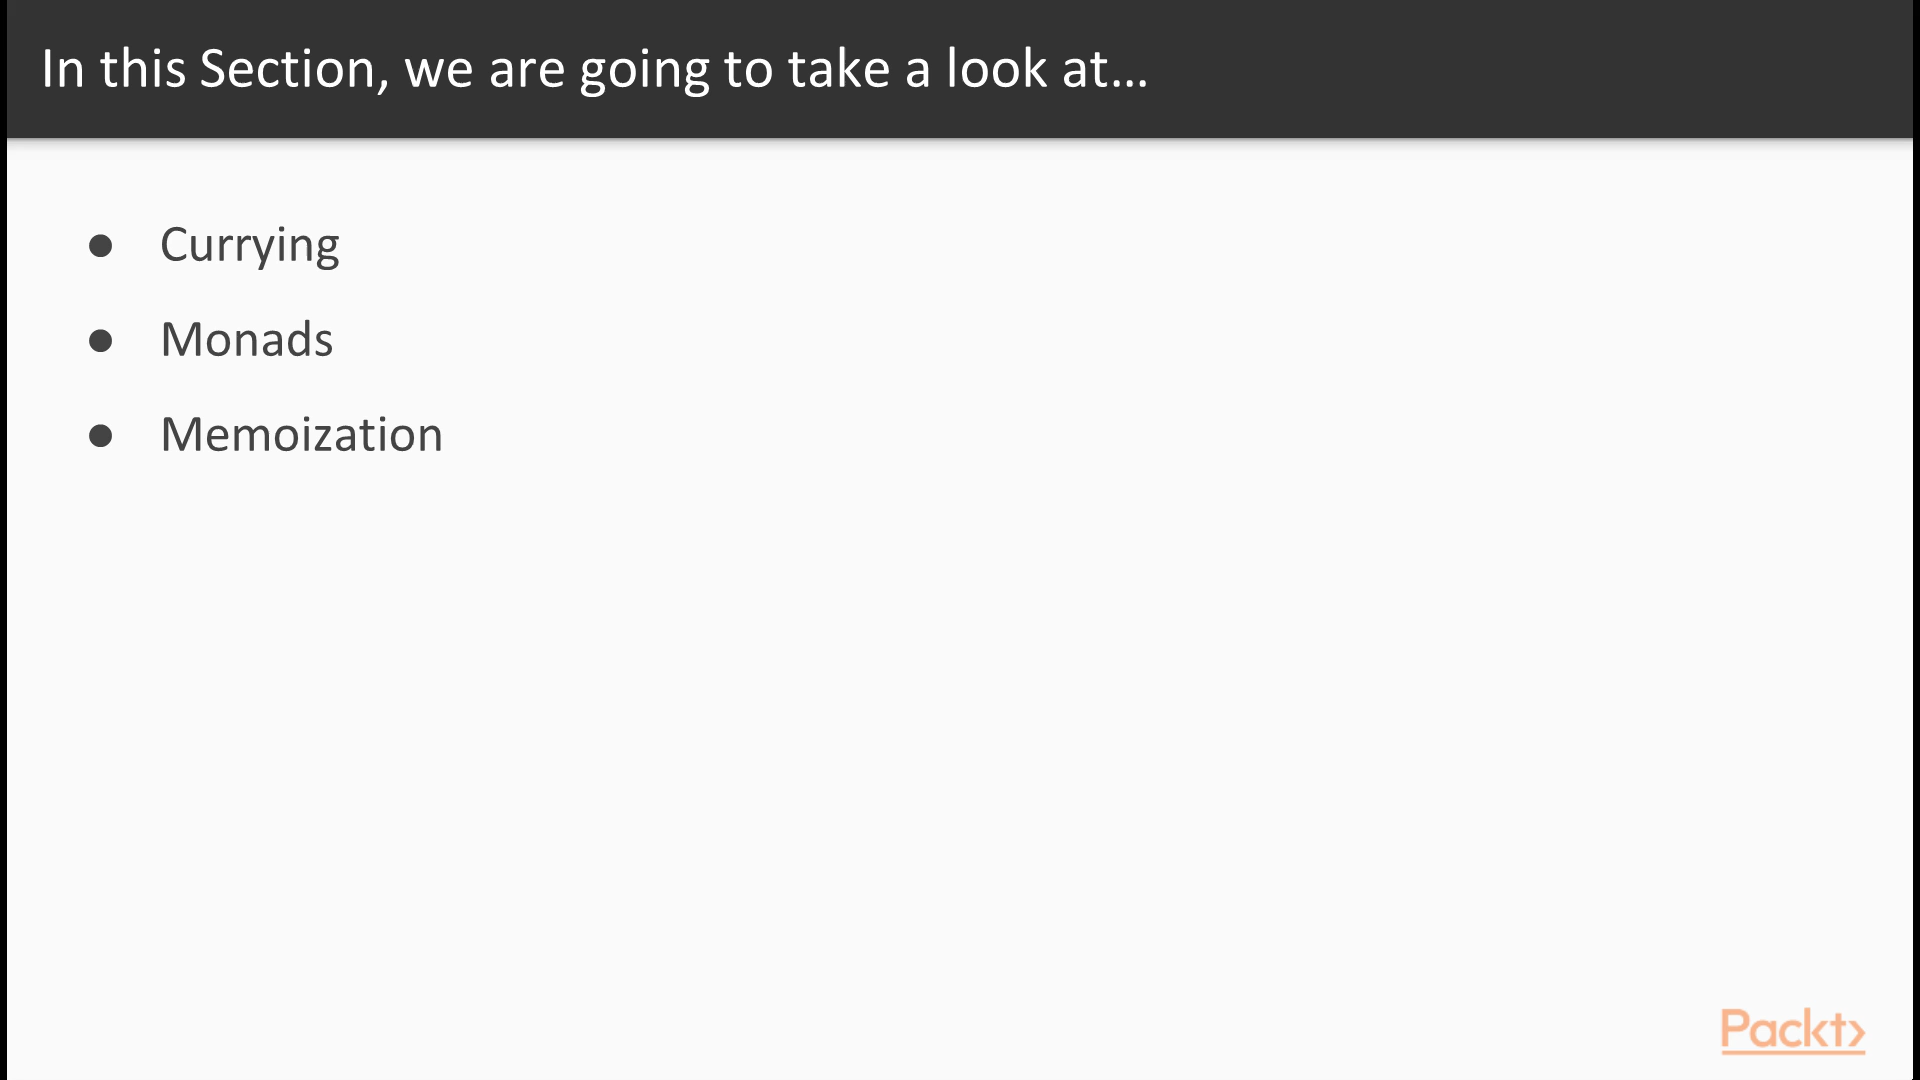 In this Section, we are going to take a look at...
● Currying
● Monads
● Memoization
Packt>